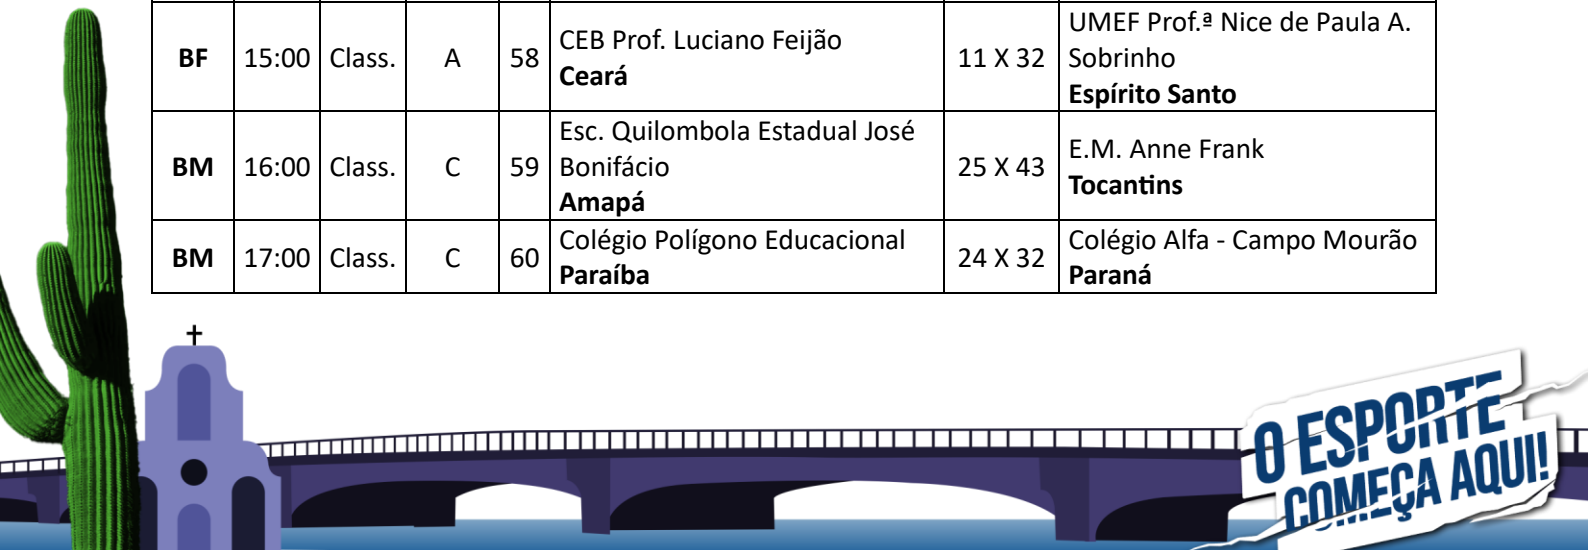 BF 15:00 Class. A 58 CEB Prof. Luciano Feijão
Ceará
11 X 32 UMEF Prof.ª Nice de Paula A.
Sobrinho
Espírito Santo
BM 16:00 Class. C 59 Esc. Quilombola Estadual José
Bonifácio
Amapá
25 X 43 E.M. Anne Frank
Tocantins
BM 17:00 Class. C 60 Colégio Polígono Educacional
Paraíba
24 X 32 Colégio Alfa - Campo Mourão
Paraná
O ESPORTE
COMEÇA AQUI!